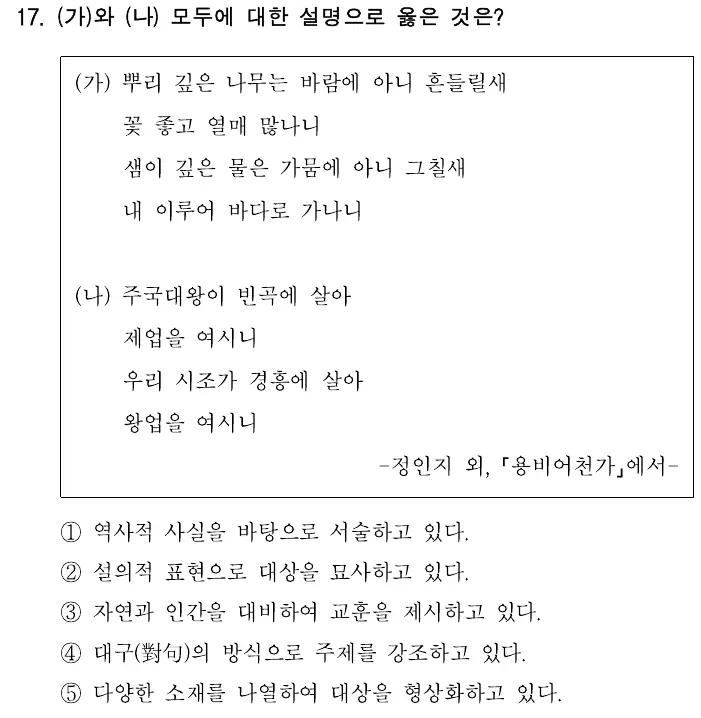 17. (가)와 (나) 모두에 대한 설명으로 옳은 것은?
(가) 뿌리 깊은 나무는 바람에 아니 흔들릴새
꽃 좋고 열매 많나니
샘이 깊은 물은 가뭄에 아니 그칠새
내 이루어 바다로 가나니
(나) 주국대왕이 빈곡에 살아
제업을 여시니
우리 시조가 경흥에 살아
왕업을 여시니
-정인지 외, 「용비어천가」에서-
① 역사적 사실을 바탕으로 서술하고 있다.
② 설의적 표현으로 대상을 묘사하고 있다.
③ 자연과 인간을 대비하여 교훈을 제시하고 있다.
④ 대구(對句)의 방식으로 주제를 강조하고 있다.
⑤ 다양한 소재를 나열하여 대상을 형상화하고 있다.